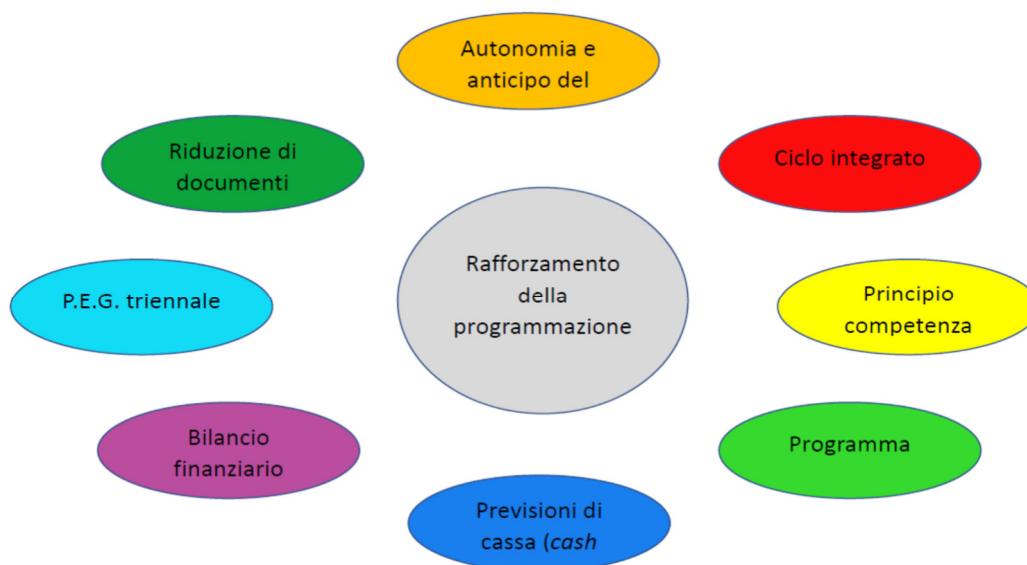 Autonomia e
anticipo del
Riduzione di
documenti
Ciclo integrato
Rafforzamento
della
programmazione
P.E.G. triennale
Principio
competenza
Bilancio
finanziario
Programma
Previsioni di
cassa (cash